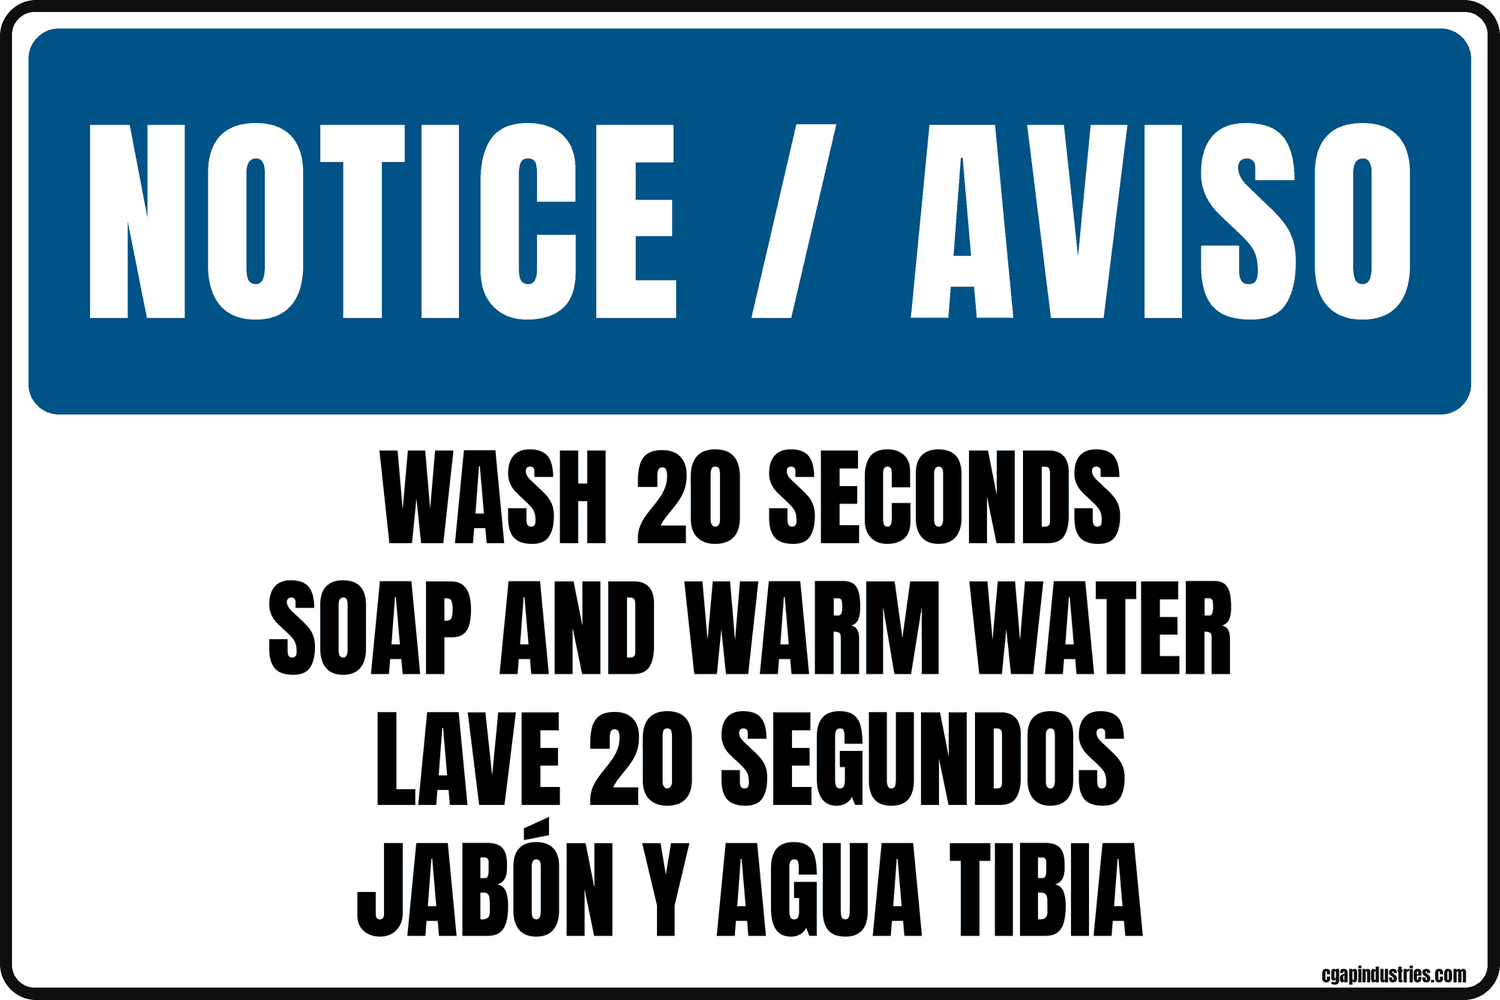 NOTICE / AVISO
WASH 20 SECONDS
SOAP AND WARM WATER
LAVE 20 SEGUNDOS
JABÓN Y AGUA TIBIA
cgapindustries.com